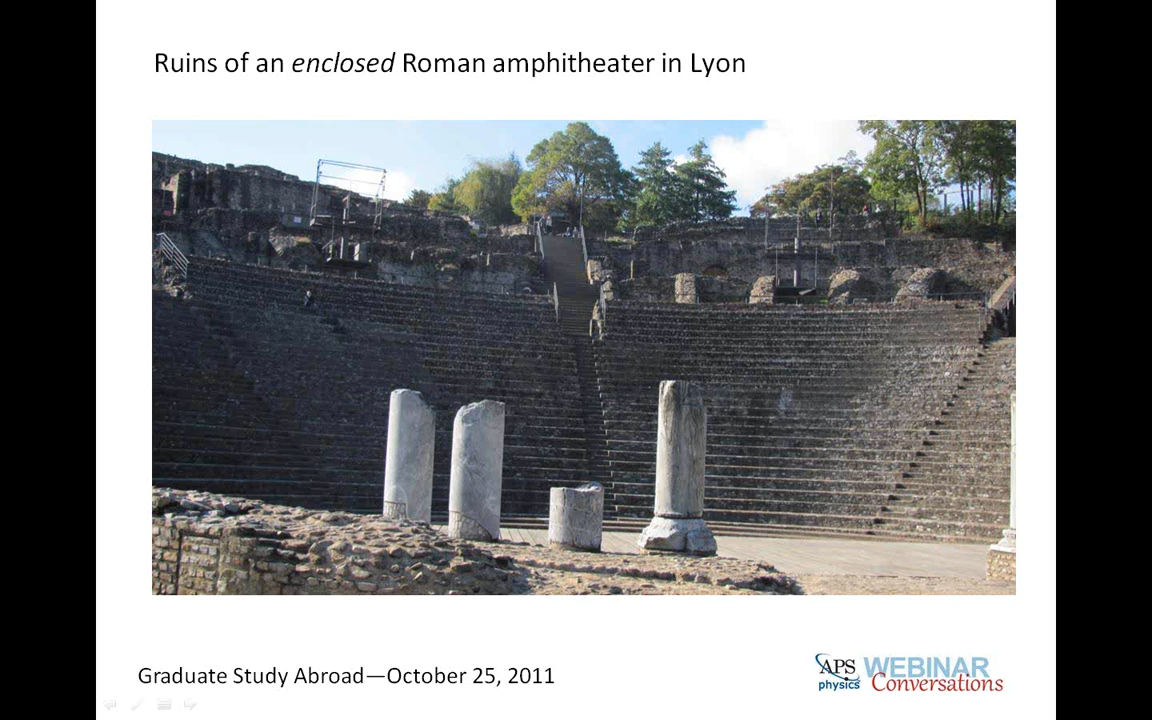 Ruins of an enclosed Roman amphitheater in Lyon
Graduate Study Abroad—October 25, 2011
APS physics
WEBINAR
Conversations